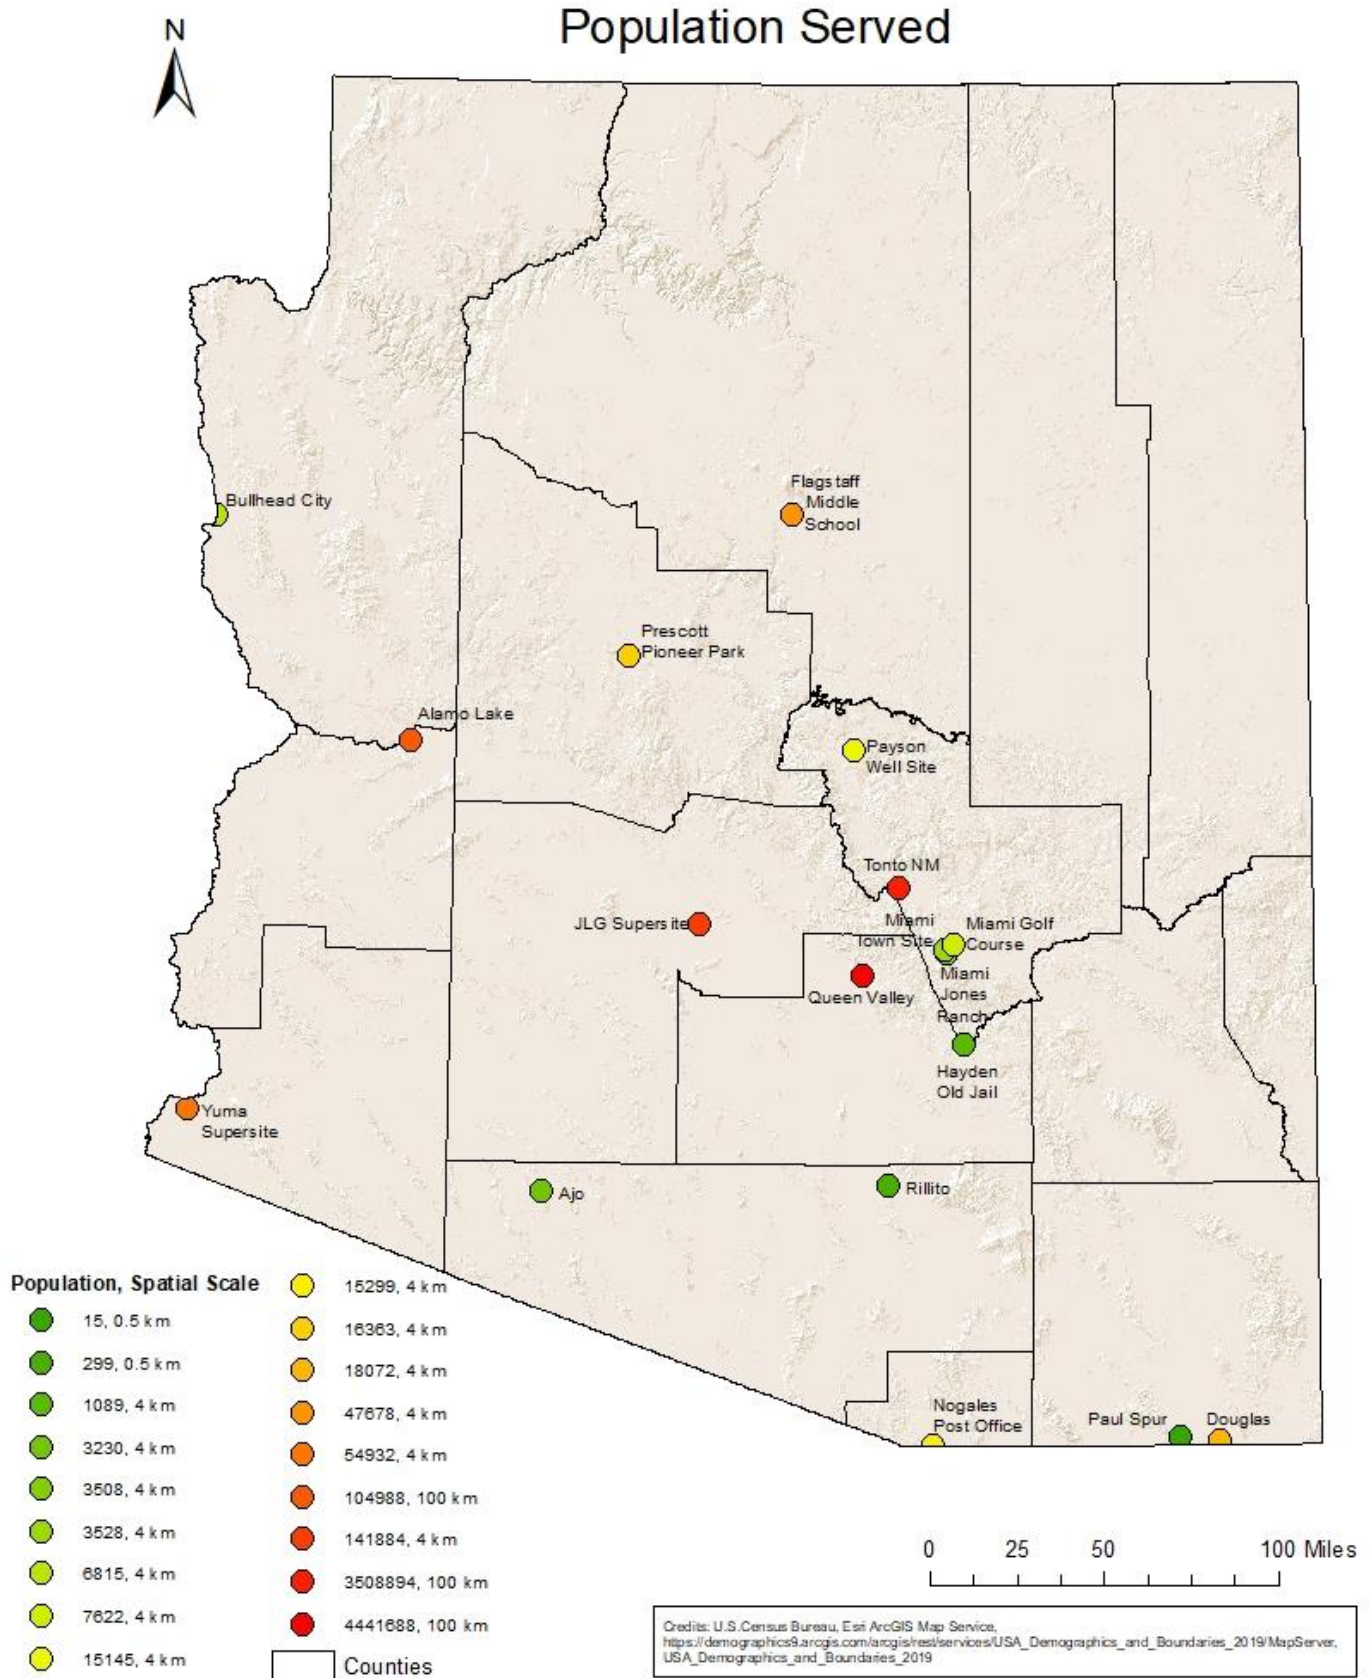 Population Served
N
Bullhead City
Flagstaff
Middle
School
Prescott
Pioneer Park
Alamo Lake
Payson
Well Site
Tonto NM
JLG Supersite
Miami
Town Site
Miami Golf
Course
Miami
Jones
Ranch
Queen Valley
Hayden
Old Jail
Yuma
Supersite
Ajo
Rillito
Nogales
Post Office
Paul Spur
Douglas
Population, Spatial Scale
15, 0.5 km
299, 0.5 km
1089, 4 km
3230, 4 km
3508, 4 km
3528, 4 km
6815, 4 km
7622, 4 km
15145, 4 km
15299, 4 km
16363, 4 km
18072, 4 km
47678, 4 km
54932, 4 km
104988, 100 km
141884, 4 km
3508894, 100 km
4441688, 100 km
Counties
0 25 50 100 Miles
Credits: U.S.Census Bureau, Esri ArcGIS Map Service,
https://demographics9.arcgis.com/arcgis/rest/services/USA_Demographics_and_Boundaries_2019/MapServer,
USA_Demographics_and_Boundaries_2019